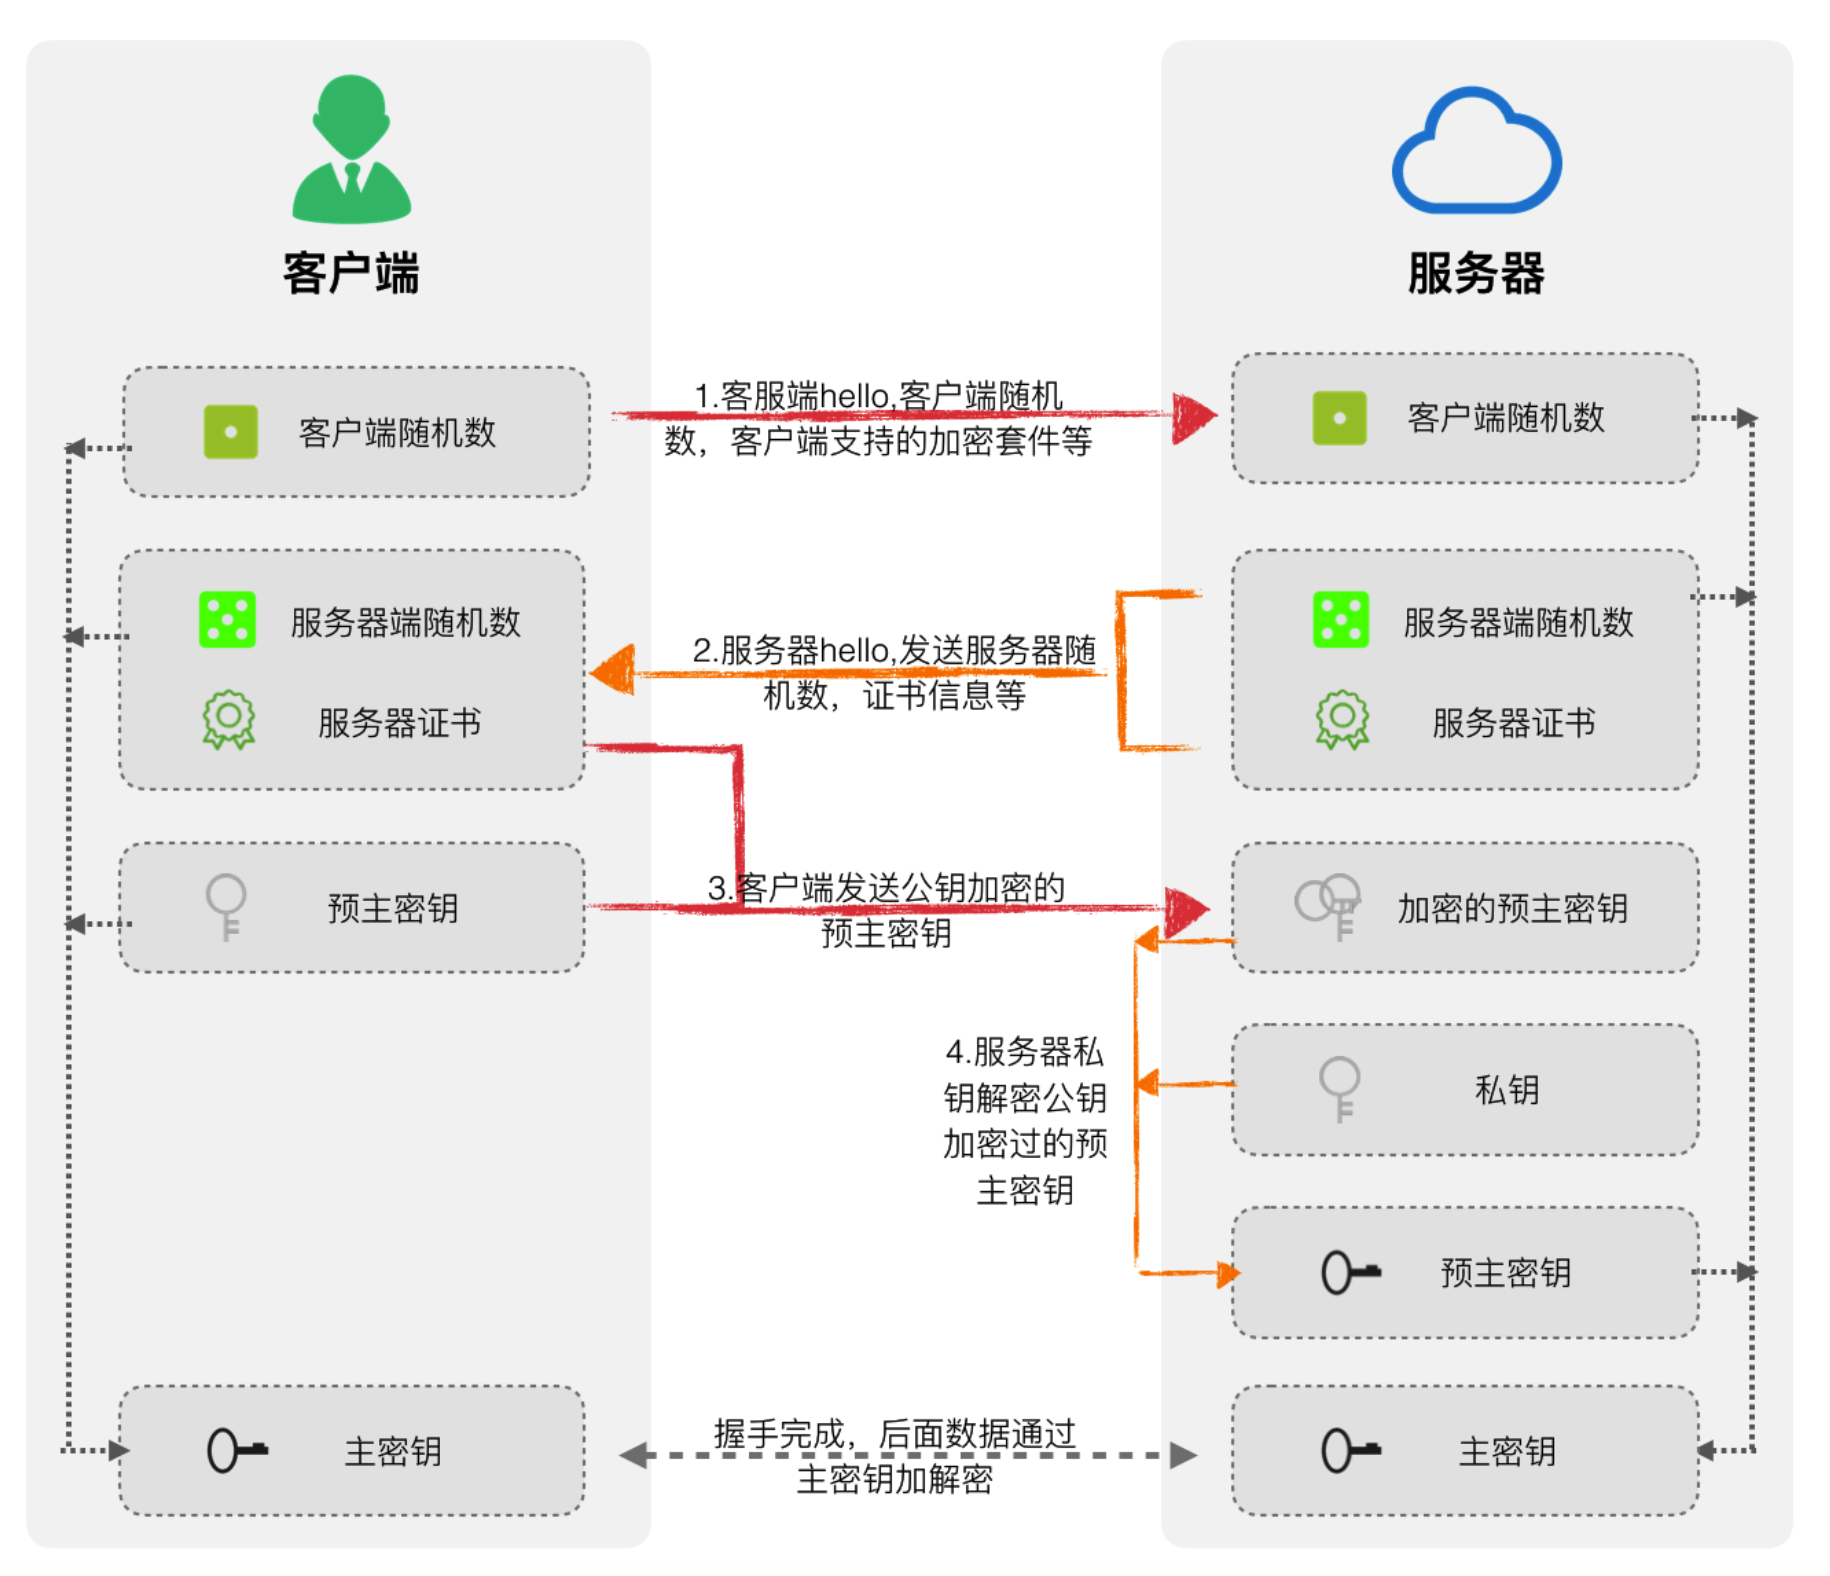 客户端
服务器
客户端随机数
1.客服端hello,客户端随机
数，客户端支持的加密套件等
客户端随机数
服务器端随机数
服务器证书
2.服务器hello,发送服务器随
机数，证书信息等
服务器端随机数
服务器证书
预主密钥
3.客户端发送公钥加密的
预主密钥
加密的预主密钥
4.服务器私
钥解密公钥
加密过的预
主密钥
私钥
预主密钥
主密钥
握手完成，后面数据通过
主密钥加解密
主密钥